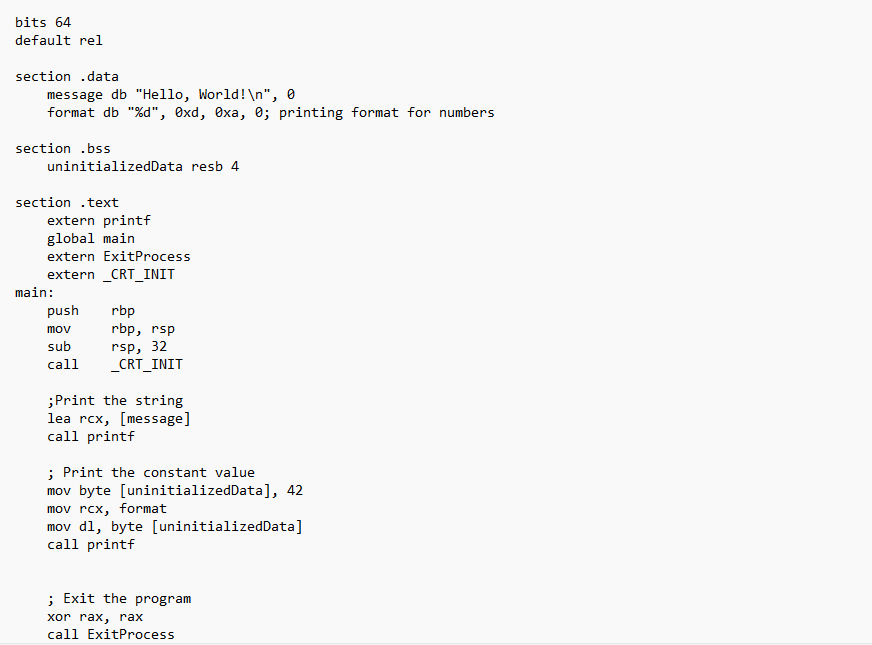 bits 64
default rel

section .data
    message db "Hello, World!\n", 0
    format db "%d", 0xd, 0xa, 0; printing format for numbers

section .bss
    uninitializedData resb 4

section .text
    extern printf
    global main
    extern ExitProcess
    extern _CRT_INIT
main:
    push    rbp
    mov     rbp, rsp
    sub     rsp, 32
    call    _CRT_INIT

    ;Print the string
    lea rcx, [message]
    call printf

    ; Print the constant value
    mov byte [uninitializedData], 42
    mov rcx, format
    mov dl, byte [uninitializedData]
    call printf


    ; Exit the program
    xor rax, rax
    call ExitProcess